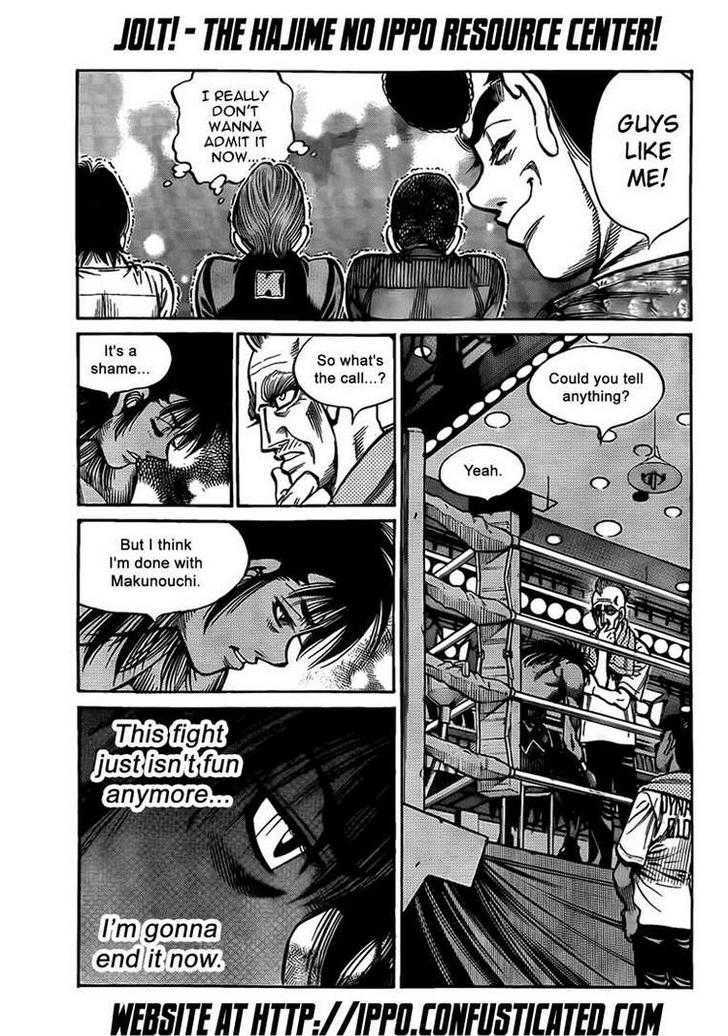 JOLT! - THE HAJIME NO IPPO RESOURCE CENTER!
GUYS
LIKE
ME!
I REALLY
DON'T
WANNA
ADMIT IT
NOW...
K
Could you tell
anything?
Yeah.
So what's
the call...?
It's a
shame...
But I think
I'm done with
Makunouchi.
This fight
just isn't fun
anymore...
I'm gonna
end it now.
WEBSITE AT HTTP://IPPO.CONFUSTICATED.COM